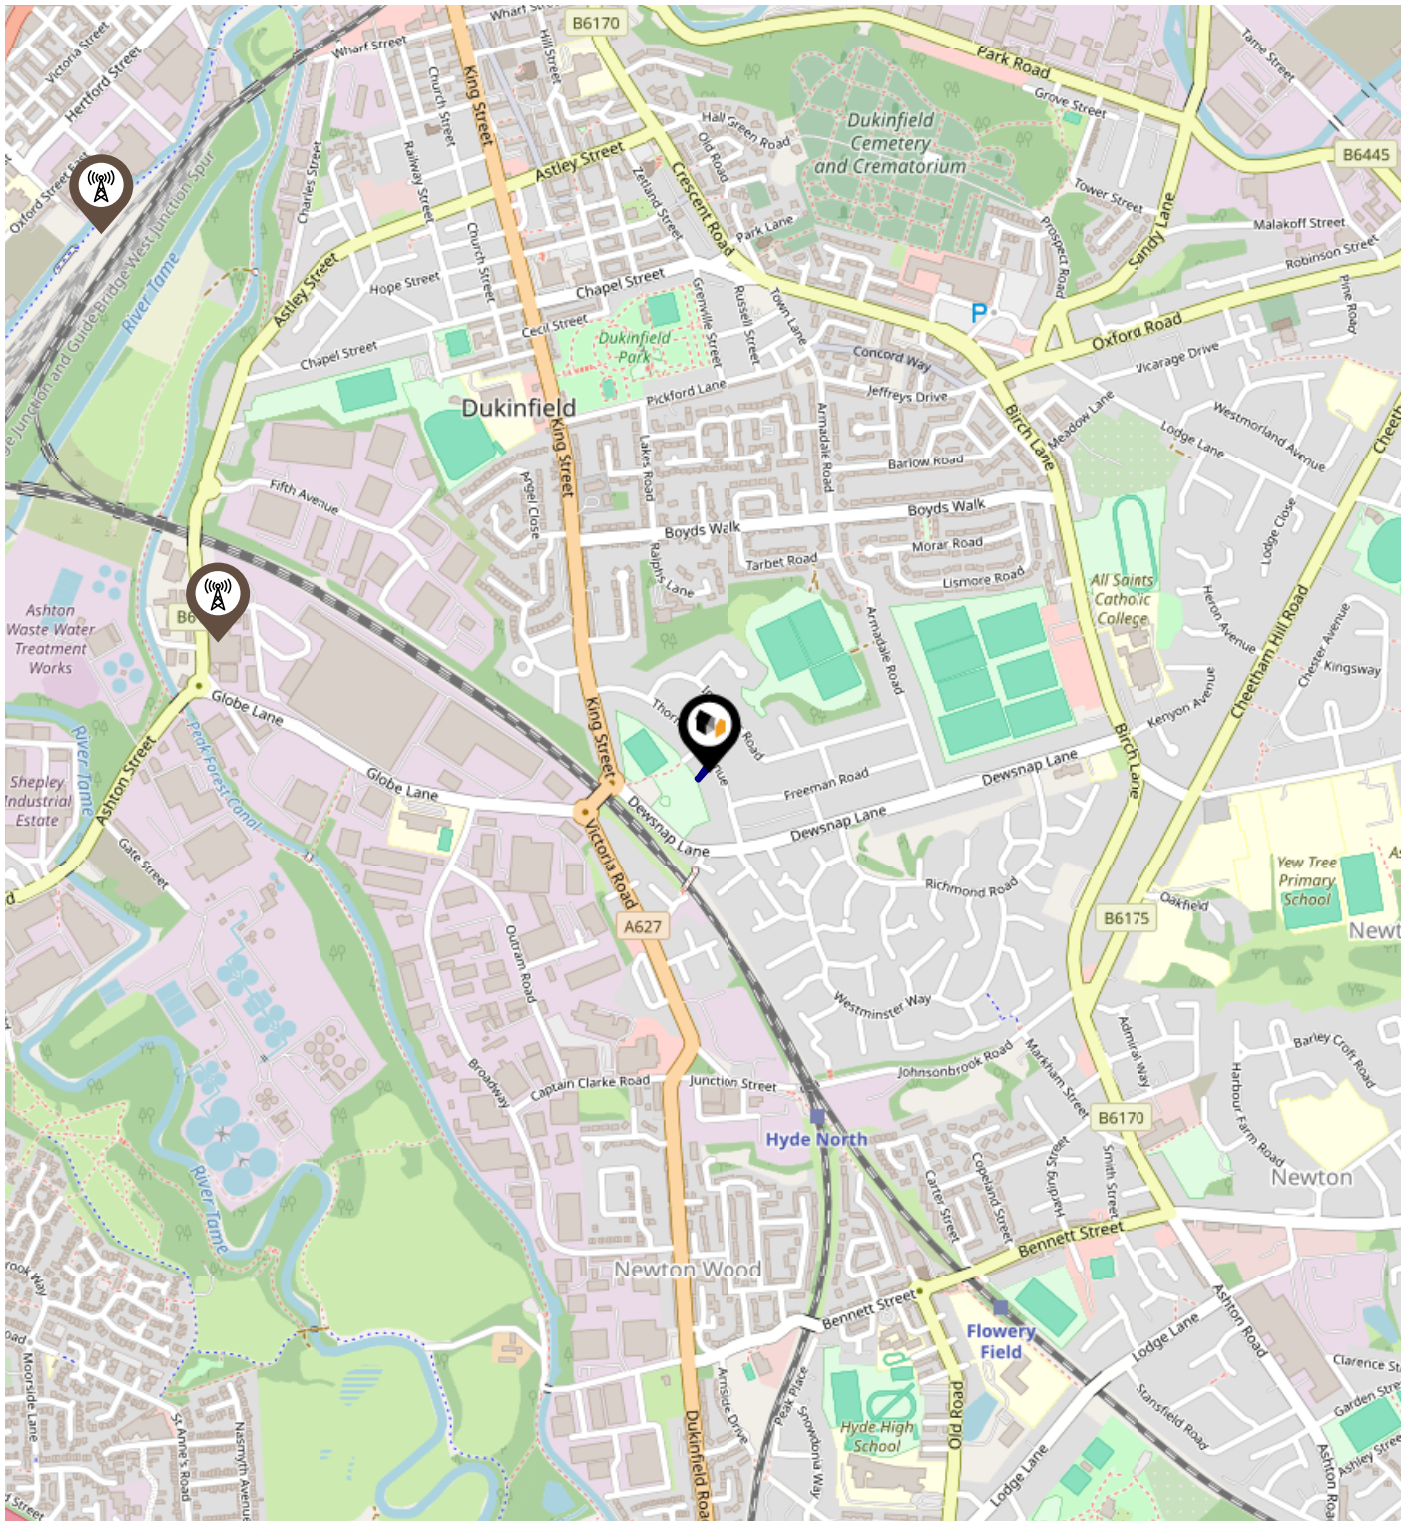 Wharf Street
B6170
Victoria Street
Hertford Street
Wharf Street
Hill Street
Park Road
Tame Street
King Street
Church Street
Grove Street
Hall Green Road
Old Road
Dukinfield
Cemetery
and Crematorium
Astley Street
B6445
Charles Street
Railway Street
Zetland Street
Crescent Road
Tower Street
Oxford Street East
West Junction Spur
Malakoff Street
Sandy Lane
Prospect Road
Park Lane
Church Street
Robinson Street
River Tame
Hope Street
Chapel Street
Astley Street
Grenville Street
Russell Street
Town Lane
Pine Road
P
Cecil Street
Oxford Road
Dukinfield
Park
Chapel Street
Concord Way
Vicarage Drive
Pickford Lane
Jeffreys Drive
Dukinfield
King Street
Birch Lane
Meadow Lane
Westmorland Avenue
Lodge Lane
Armadale Road
Lakes Road
Barlow Road
Fifth Avenue
Angel Close
Boyds Walk
Boyds Walk
Lodge Close
Morar Road
Ralphs Lane
Tarbet Road
Lismore Road
All Saints
Catholic
College
Heron Avenue
Ashton
Waste Water
Treatment
Works
Armadale Road
Cheetham Hill Road
Chester Avenue
Kingsway
Globe Lane
King Street
Kenyon Avenue
River Tame
Peak Forest Canal
Road
Birch Lane
Dewsnap Lane
Shepley
Industrial
Estate
Ashton Street
Globe Lane
Freeman Road
Dewsnap Lane
Dewsnap Lane
Victoria Road
Gate Street
Yew Tree
Primary
School
Richmond Road
Oakfield
A627
B6175
Outram Road
Westminster Way
Admiral Way
Barley Croft Road
Johnsonbrook Road
Markham Street
Harbour Farm Road
Broadway
Captain Clarke Road
Junction Street
B6170
Hyde North
Smith Street
Harding Street
Copeland Street
Carter Street
Newton
River Tame
Bennett Street
Newton Wood
Bennett Street
Ashton Road
Lodge Lane
Flowery
Field
Moorside Lane
Arnside Drive
Peak Place
Snowdonia Way
Old Road
Stansfield Road
St Anne's Road
Nasmyth Avenue
Dukinfield Road
Hyde High
School
Lodge Lane